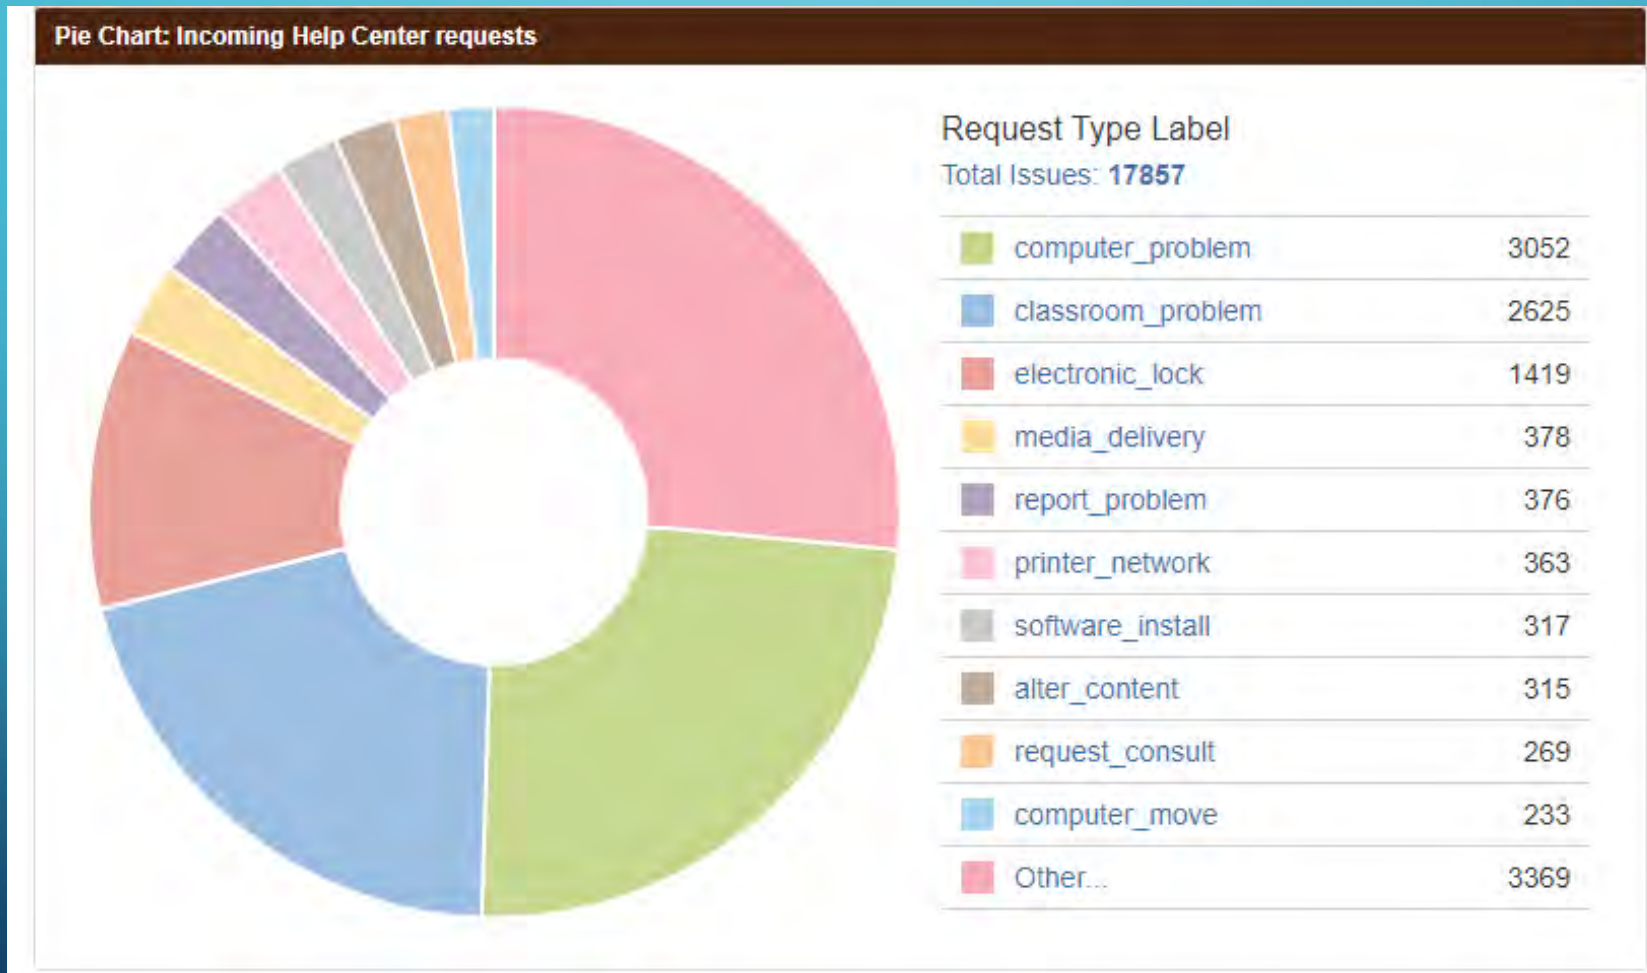 Pie Chart: Incoming Help Center requests
Request Type Label
Total Issues: 17857
computer_problem 3052
classroom_problem 2625
electronic_lock 1419
media_delivery 378
report_problem 376
printer_network 363
software_install 317
alter_content 315
request_consult 269
computer_move 233
Other... 3369